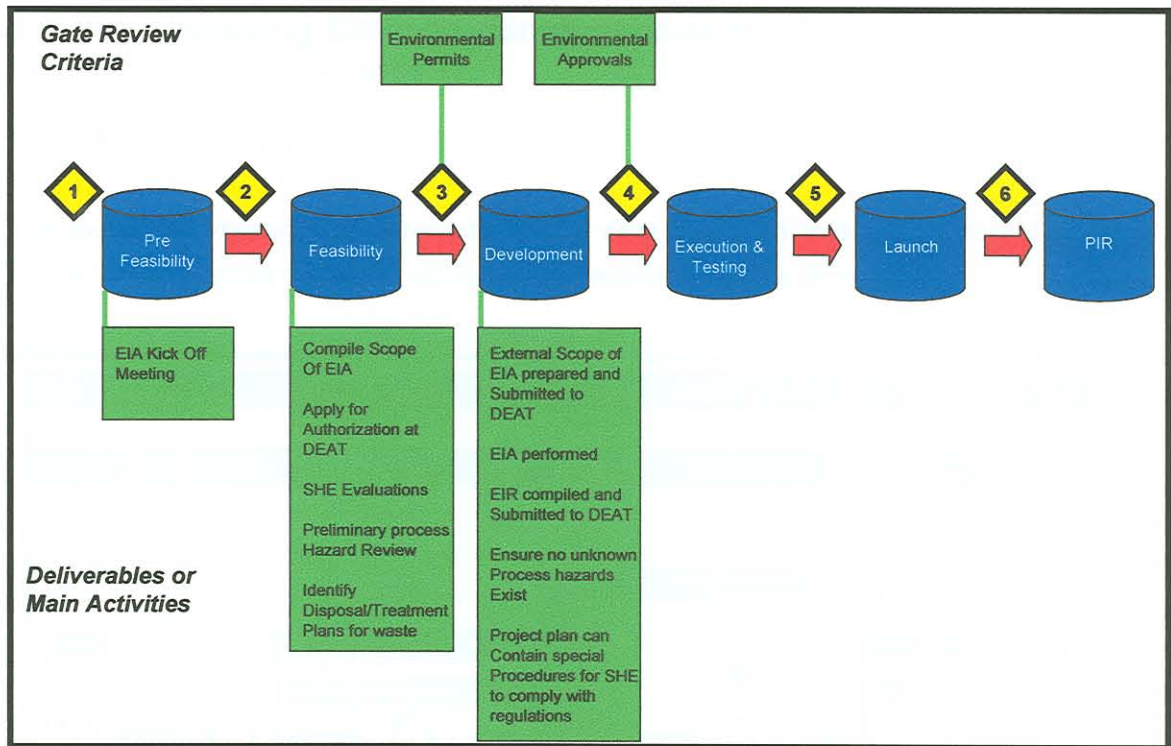 Gate Review
Criteria
Environmental
Permits
Environmental
Approvals
1
2
3
4
5
6
Pre
Feasibility
Feasibility
Development
Execution &
Testing
Launch
PIR
EIA Kick Off
Meeting
Compile Scope
Of EIA
Apply for
Authorization at
DEAT
SHE Evaluations
Preliminary process
Hazard Review
Identify
Disposal/Treatment
Plans for waste
External Scope of
EIA prepared and
Submitted to
DEAT
EIA performed
EIR compiled and
Submitted to DEAT
Ensure no unknown
Process hazards
Exist
Project plan can
Contain special
Procedures for SHE
to comply with
regulations
Deliverables or
Main Activities